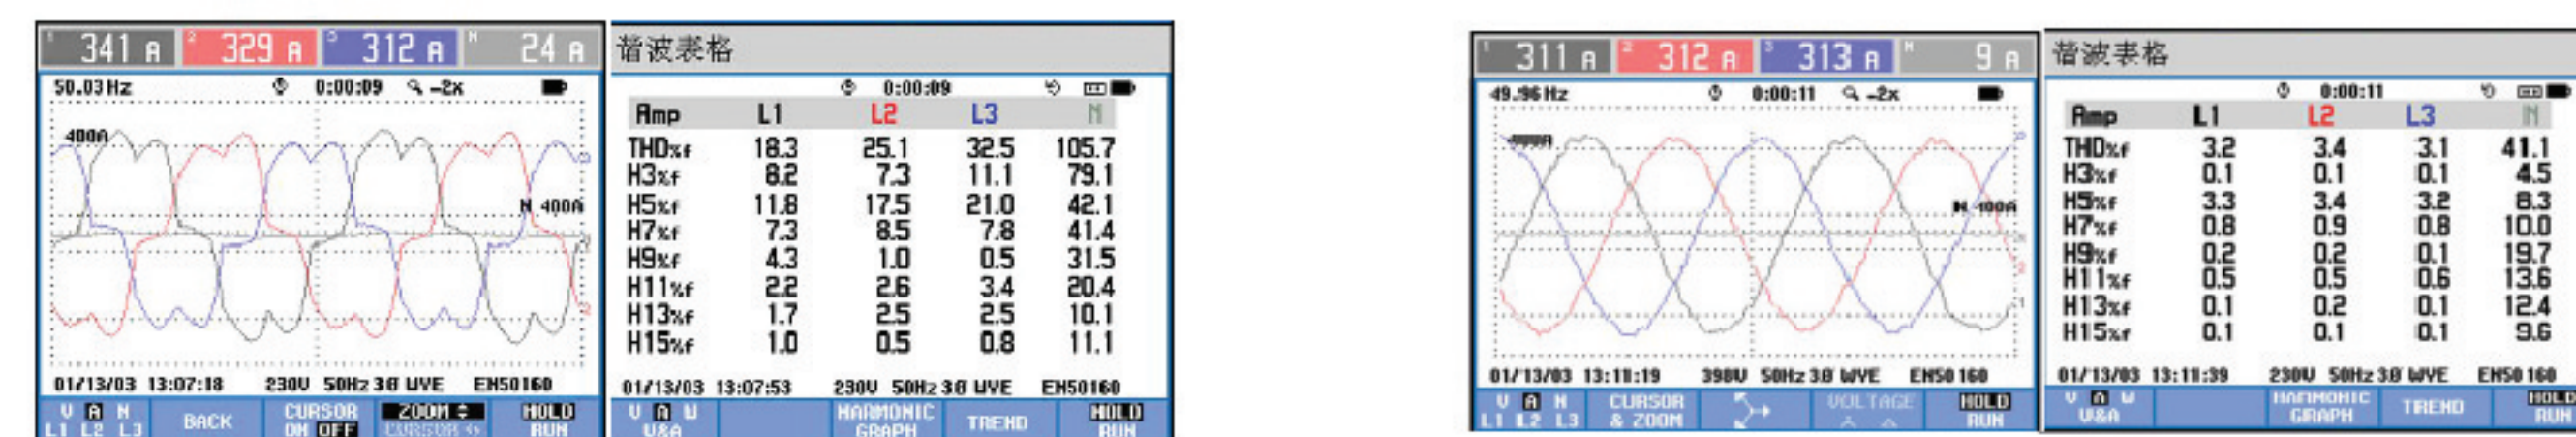 1 341 A 2 329 A 3 312 A N 24 A
50.03Hz 0:00:09 -2x
400A
N 400A
01/13/03 13:07:18 230V 50Hz 3Ø WYE EN50160
V A N
L1 L2 L3
BACK
CURSOR
ON OFF
ZOOM
CURSOR
HOLD
RUN
谐波表格
0:00:09
Amp L1 L2 L3 N
THD%f 18.3 25.1 32.5 105.7
H3%f 8.2 7.3 11.1 79.1
H5%f 11.8 17.5 21.0 42.1
H7%f 7.3 8.5 7.8 41.4
H9%f 4.3 1.0 0.5 31.5
H11%f 2.2 2.6 3.4 20.4
H13%f 1.7 2.5 2.5 10.1
H15%f 1.0 0.5 0.8 11.1
01/13/03 13:07:53 230V 50Hz 3Ø WYE EN50160
V A W
V&A
HARMONIC
GRAPH
TREND
HOLD
RUN
1 311 A 2 312 A 3 313 A N 9 A
49.96Hz 0:00:11 -2x
400A
N 400A
01/13/03 13:11:19 398V 50Hz 3Ø WYE EN50160
V A N
L1 L2 L3
CURSOR
& ZOOM
VOLTAGE
HOLD
RUN
谐波表格
0:00:11
Amp L1 L2 L3 N
THD%f 3.2 3.4 3.1 41.1
H3%f 0.1 0.1 0.1 4.5
H5%f 3.3 3.4 3.2 8.3
H7%f 0.8 0.9 0.8 10.0
H9%f 0.2 0.2 0.1 19.7
H11%f 0.5 0.5 0.6 13.6
H13%f 0.1 0.2 0.1 12.4
H15%f 0.1 0.1 0.1 9.6
01/13/03 13:11:39 230V 50Hz 3Ø WYE EN50160
V A W
V&A
HARMONIC
GRAPH
TREND
HOLD
RUN